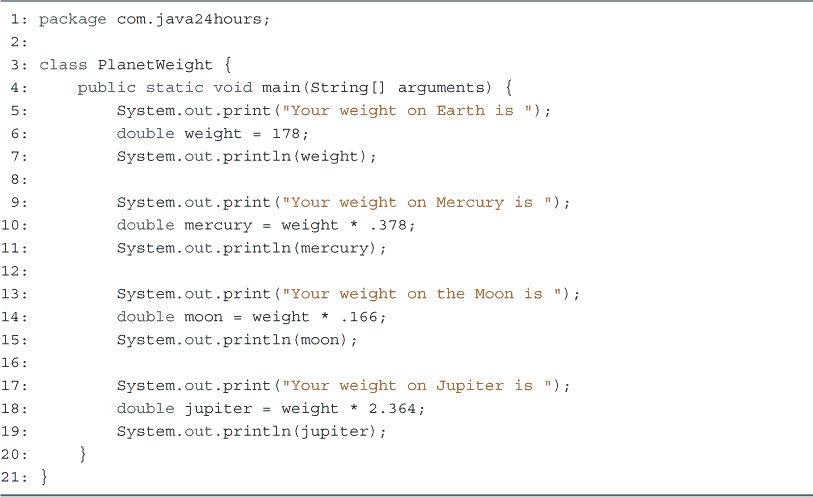 1: package com.java24hours;
2:
3: class PlanetWeight {
4:     public static void main(String[] arguments) {
5:         System.out.print("Your weight on Earth is ");
6:         double weight = 178;
7:         System.out.println(weight);
8:
9:         System.out.print("Your weight on Mercury is ");
10:         double mercury = weight * .378;
11:         System.out.println(mercury);
12:
13:         System.out.print("Your weight on the Moon is ");
14:         double moon = weight * .166;
15:         System.out.println(moon);
16:
17:         System.out.print("Your weight on Jupiter is ");
18:         double jupiter = weight * 2.364;
19:         System.out.println(jupiter);
20:     }
21: }